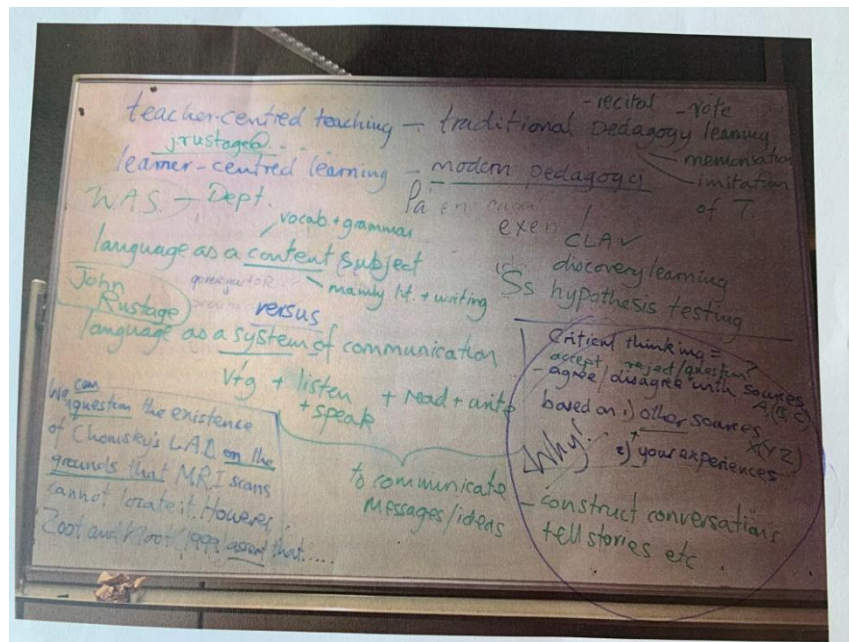 - recital - rote
teacher-centred teaching - traditional pedagogy learning
- memorisation
j.rustage@...
learner-centred learning - modern pedagogy
- imitation
of T
WAS - Dept.
vocab + grammar
language as a content subject
mainly lit. + writing
CLAV
discovery learning
Ss hypothesis testing
John
Rustage
versus
language as a system of communication
v+g + listen + read + write
+ speak
to communicate
messages/ideas
- construct conversations
tell stories etc
Critical thinking =
accept reject/question?
- agree/disagree with sources
A, (B, C)
based on 1) other sources
X (Y Z)
+
Why?
2) your experiences
We can
question the existence
of Chomsky's LAD on the
grounds that MRI scans
cannot locate it. However,
Zoot and Kloot 1999 assert that.....